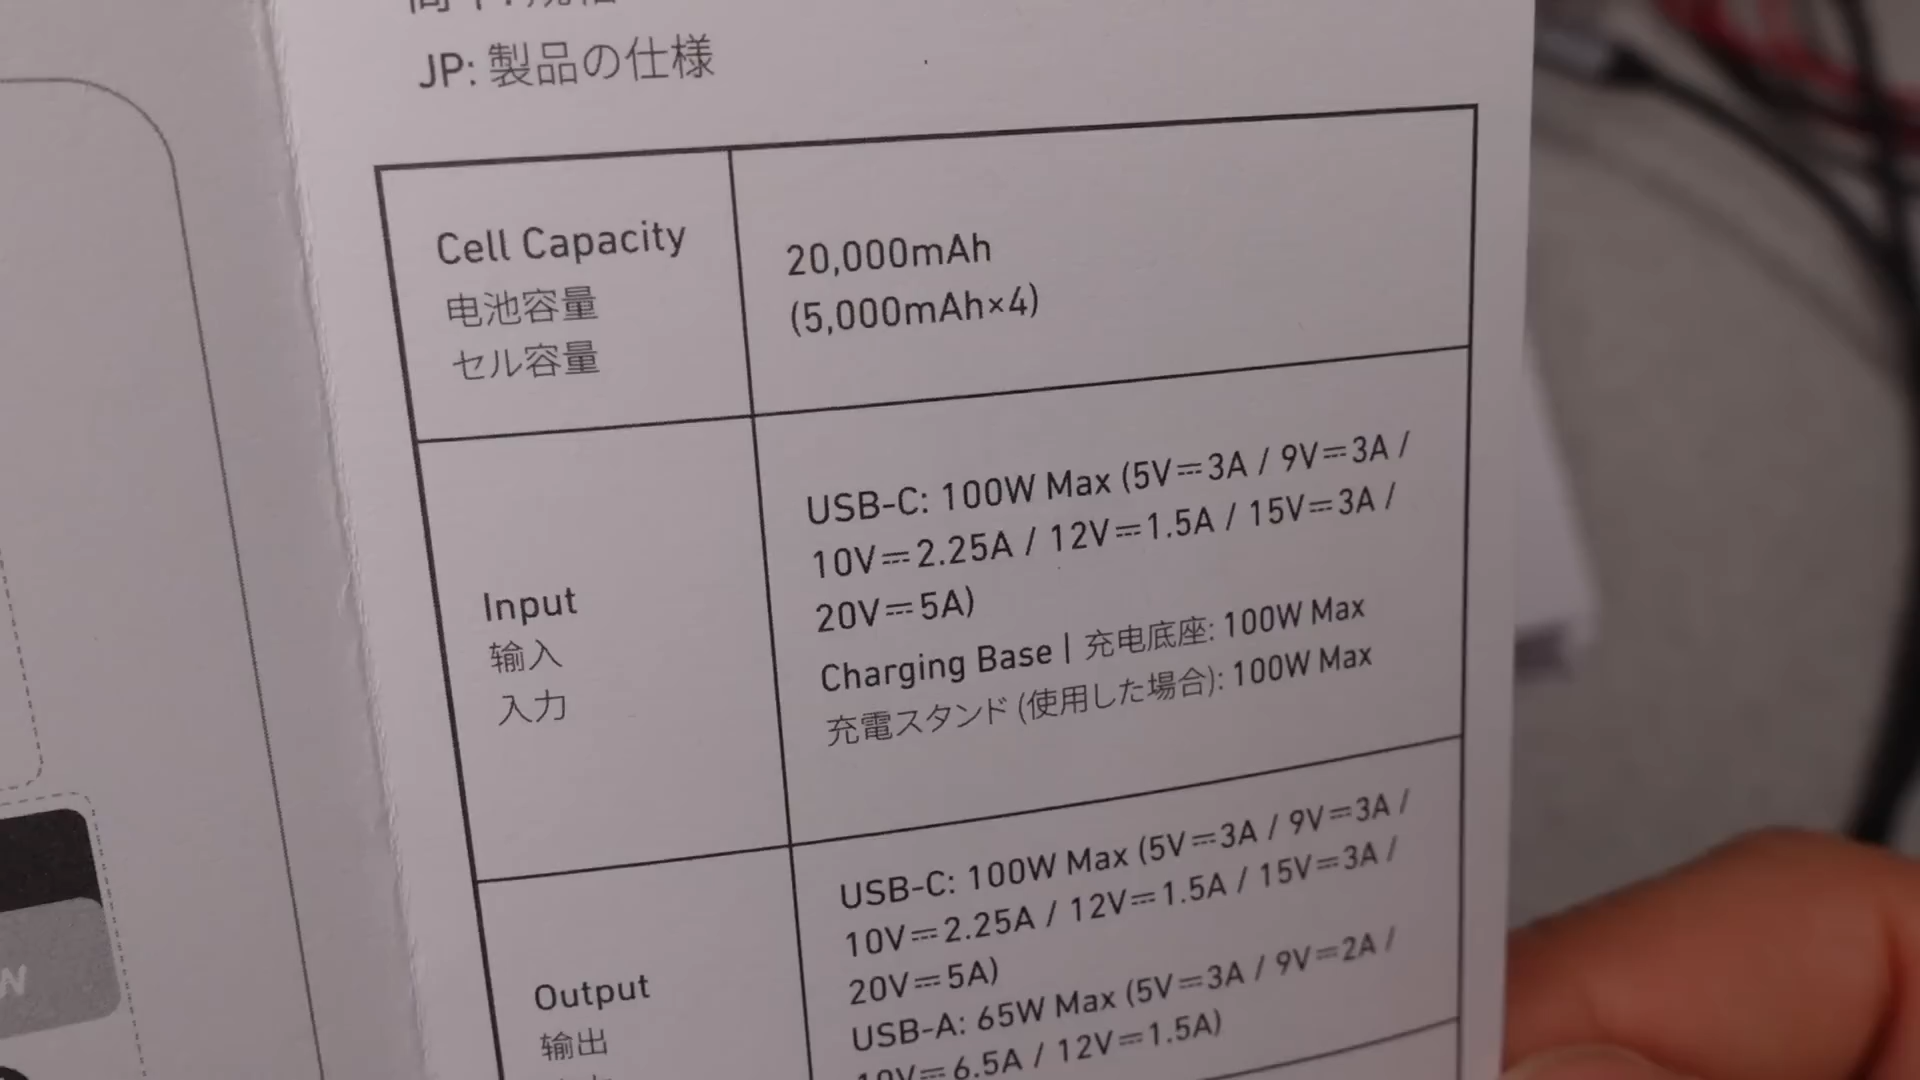 JP: 製品の仕様
Cell Capacity
电池容量
セル容量
20,000mAh
(5,000mAh×4)
Input
输入
入力
USB-C: 100W Max (5V⎓3A / 9V⎓3A /
10V⎓2.25A / 12V⎓1.5A / 15V⎓3A /
20V⎓5A)
Charging Base | 充电底座: 100W Max
充電スタンド (使用した場合): 100W Max
Output
输出
USB-C: 100W Max (5V⎓3A / 9V⎓3A /
10V⎓2.25A / 12V⎓1.5A / 15V⎓3A /
20V⎓5A)
USB-A: 65W Max (5V⎓3A / 9V⎓2A /
10V⎓6.5A / 12V⎓1.5A)